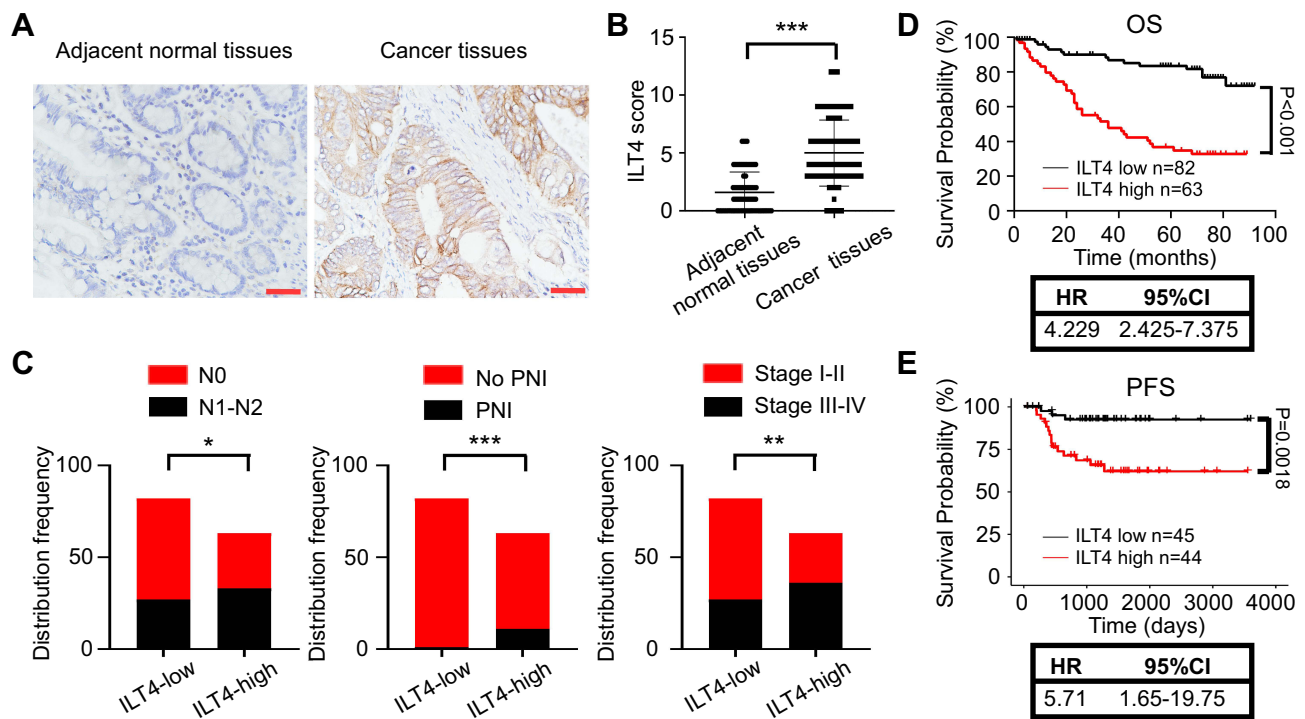 A
Adjacent normal tissues
Cancer tissues
B
***
ILT4 score
15
10
5
0
Adjacent
normal tissues
Cancer tissues
C
N0
N1-N2
*
Distribution frequency
100
50
0
ILT4-low
ILT4-high
No PNI
PNI
***
Distribution frequency
100
50
0
ILT4-low
ILT4-high
Stage I-II
Stage III-IV
**
Distribution frequency
100
50
0
ILT4-low
ILT4-high
D
OS
Survival Probability (%)
100
80
60
40
20
0
ILT4 low n=82
ILT4 high n=63
P<0.001
0 20 40 60 80 100
Time (months)
HR 95%CI
4.229 2.425-7.375
E
PFS
Survival Probability (%)
100
75
50
25
0
ILT4 low n=45
ILT4 high n=44
P=0.0018
0 1000 2000 3000 4000
Time (days)
HR 95%CI
5.71 1.65-19.75